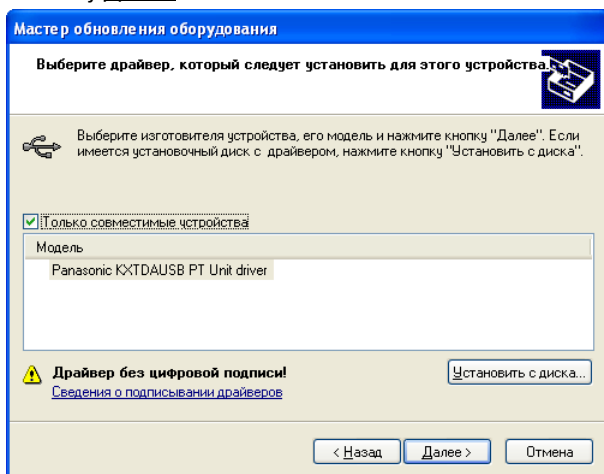 Мастер обновления оборудования
Выберите драйвер, который следует установить для этого устройства.
Выберите изготовителя устройства, его модель и нажмите кнопку "Далее". Если
имеется установочный диск с драйвером, нажмите кнопку "Установить с диска".
Только совместимые устройства
Модель
Panasonic KXTDAUSB PT Unit driver
Драйвер без цифровой подписи!
Установить с диска...
Сведения о подписывании драйверов
< Назад
Далее >
Отмена